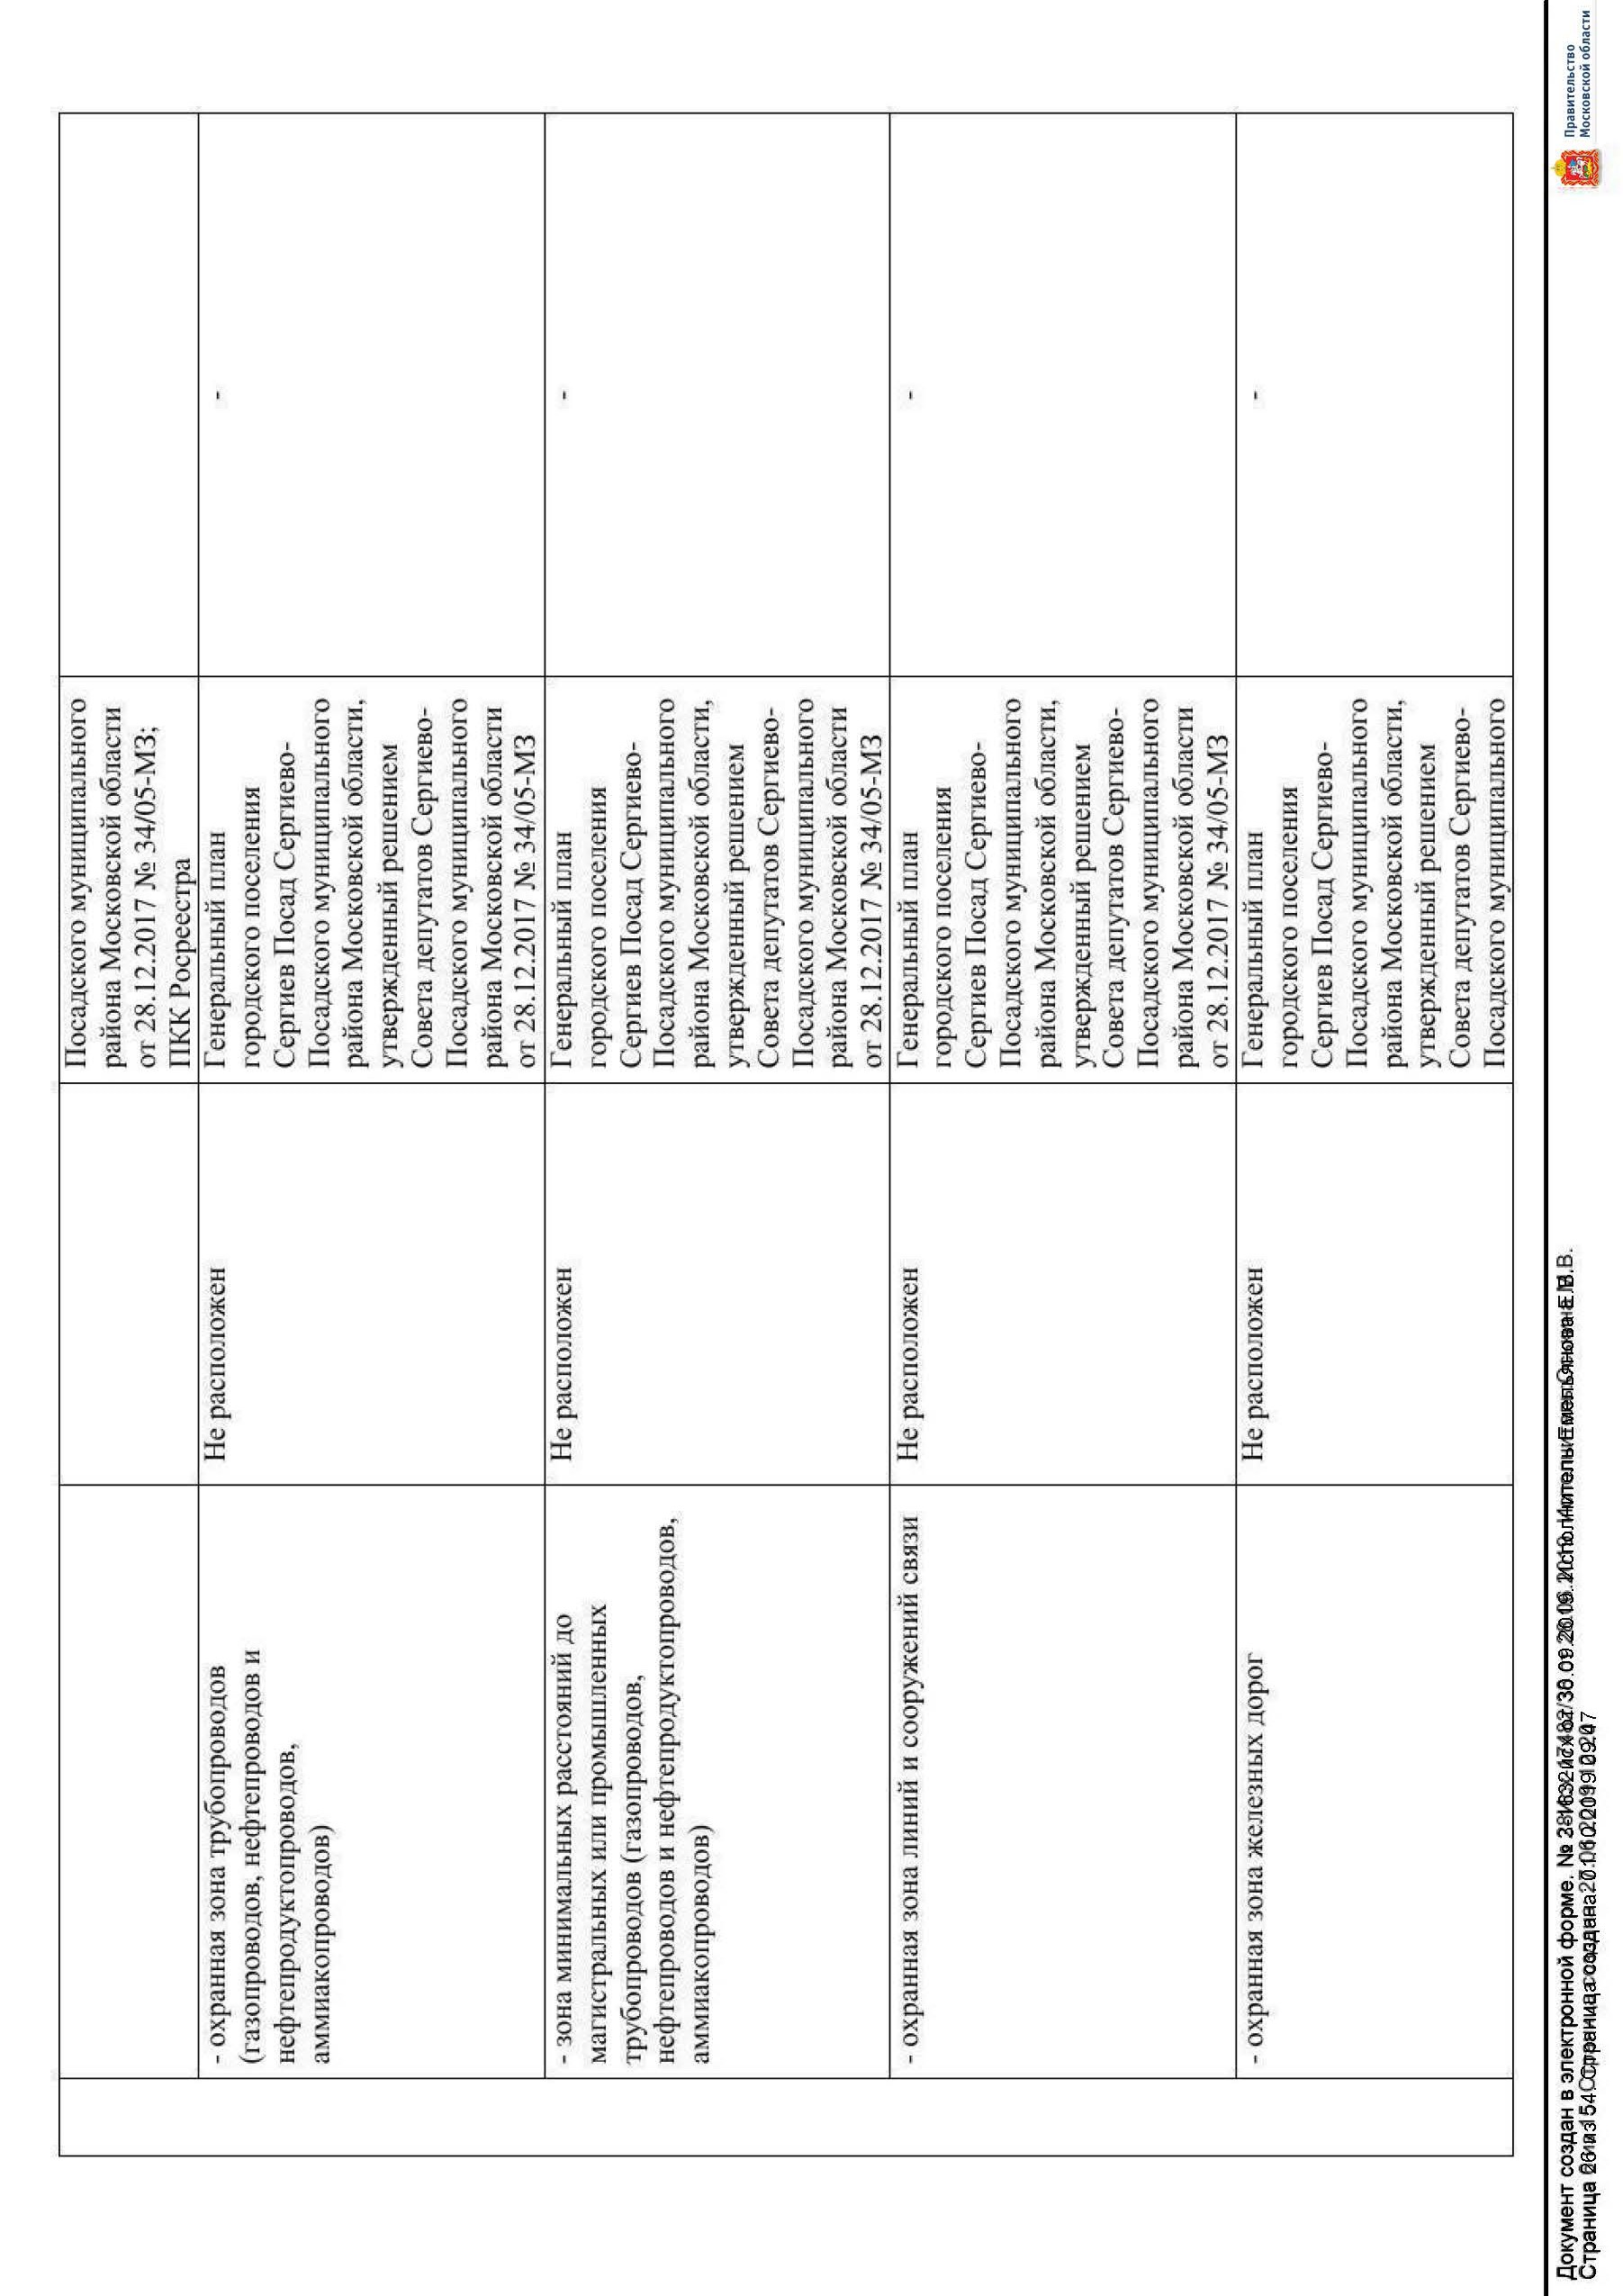 Посадского муниципального
района Московской области
от 28.12.2017 № 34/05-МЗ;
ПКК Росреестра
- охранная зона трубопроводов
(газопроводов, нефтепроводов и
нефтепродуктопроводов,
аммиакопроводов)
Не расположен
Генеральный план
городского поселения
Сергиев Посад Сергиево-
Посадского муниципального
района Московской области,
утвержденный решением
Совета депутатов Сергиево-
Посадского муниципального
района Московской области
от 28.12.2017 № 34/05-МЗ
-
- зона минимальных расстояний до
магистральных или промышленных
трубопроводов (газопроводов,
нефтепроводов и нефтепродуктопроводов,
аммиакопроводов)
Не расположен
Генеральный план
городского поселения
Сергиев Посад Сергиево-
Посадского муниципального
района Московской области,
утвержденный решением
Совета депутатов Сергиево-
Посадского муниципального
района Московской области
от 28.12.2017 № 34/05-МЗ
-
- охранная зона линий и сооружений связи
Не расположен
Генеральный план
городского поселения
Сергиев Посад Сергиево-
Посадского муниципального
района Московской области,
утвержденный решением
Совета депутатов Сергиево-
Посадского муниципального
района Московской области
от 28.12.2017 № 34/05-МЗ
-
- охранная зона железных дорог
Не расположен
Генеральный план
городского поселения
Сергиев Посад Сергиево-
Посадского муниципального
района Московской области,
утвержденный решением
Совета депутатов Сергиево-
Посадского муниципального
-
Документ создан в электронной форме. №
Страница
Правительство
Московской области